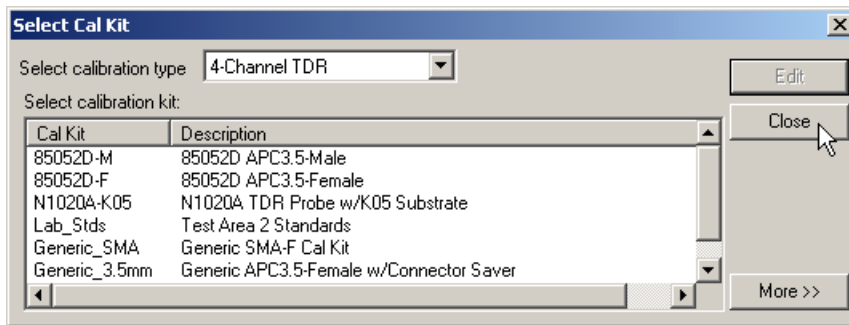 Select Cal Kit
Select calibration type 4-Channel TDR
Edit
Select calibration kit:
Close
Cal Kit Description
85052D-M 85052D APC3.5-Male
85052D-F 85052D APC3.5-Female
N1020A-K05 N1020A TDR Probe w/K05 Substrate
Lab_Stds Test Area 2 Standards
Generic_SMA Generic SMA-F Cal Kit
Generic_3.5mm Generic APC3.5-Female w/Connector Saver
More >>